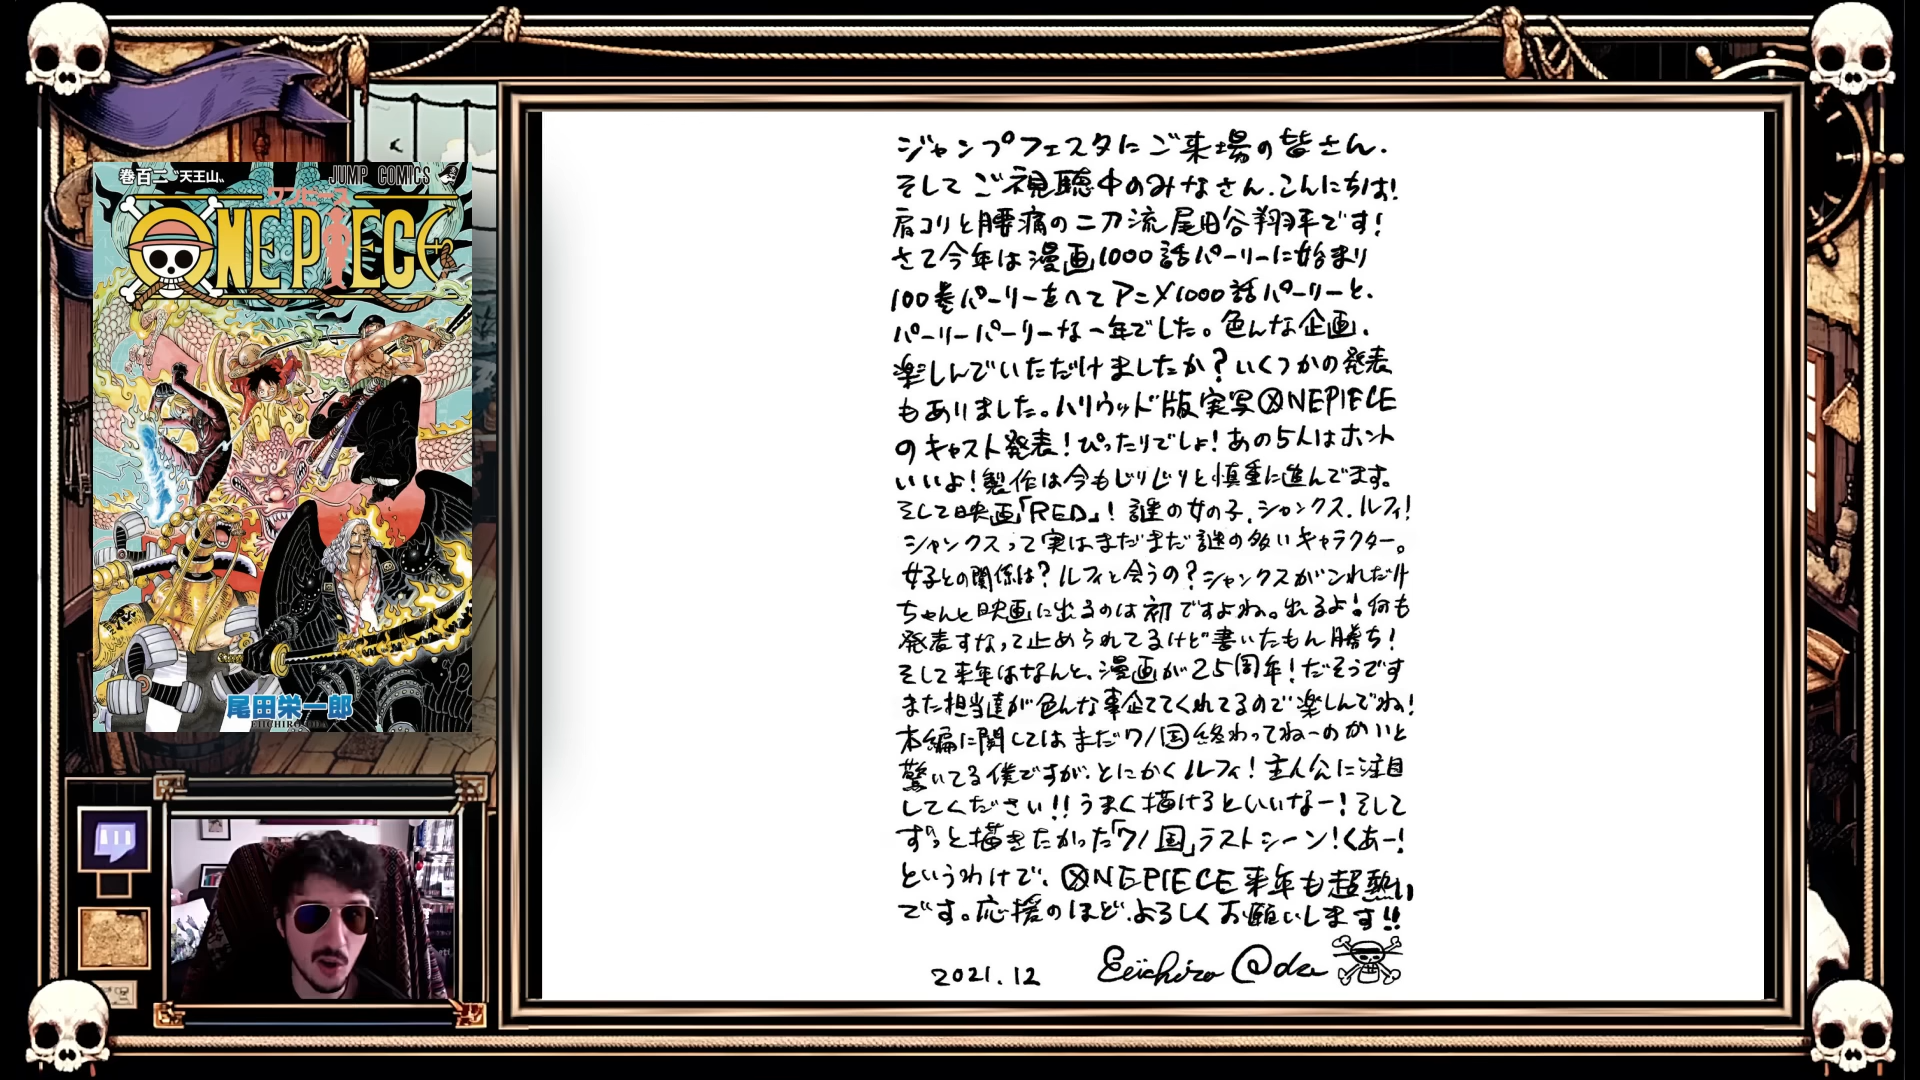 巻百二 “天王山”
JUMP COMICS
ワンピース
ONE PIECE
尾田栄一郎
EIICHIRO ODA
ジャンプフェスタにご来場の皆さん.
そしてご視聴中のみなさん.こんにちは!
肩コリと腰痛の二刀流尾田谷翔平です!
さて今年は漫画1000話パーリーに始まり
100巻パーリーをへてアニメ1000話パーリーと.
パーリーパーリーな一年でした。色んな企画.
楽しんでいただけましたか?いくつかの発表
もありました。ハリウッド版実写ONEPIECE
のキャスト発表!ぴったりでしょ!あの5人はホント
いいよ!製作は今もじりじりと慎重に進んでます。
そして映画「RED」!謎の女の子.シャンクス.ルフィ!
シャンクスって実はまだまだ謎の多いキャラクター。
女子との関係は?ルフィと会うの?シャンクスがこれだけ
ちゃんと映画に出るのは初ですよね。出るよ!何も
発表すなって止められてるけど書いたもん勝ち!
そして来年はなんと、漫画が25周年!だそうです
また担当達が色んな事企ててくれてるので楽しんでね!
本編に関してはまだワノ国終わってねーのかいと
驚いてる僕ですが.とにかくルフィ!主人公に注目
してください!!うまく描けるといいなー!そして
ずっと描きたかった「ワノ国」ラストシーン!くあー!
というわけで、ONEPIECE来年も超熱い
です。応援のほど.よろしくお願いします!!
2021.12 Eiichiro Oda